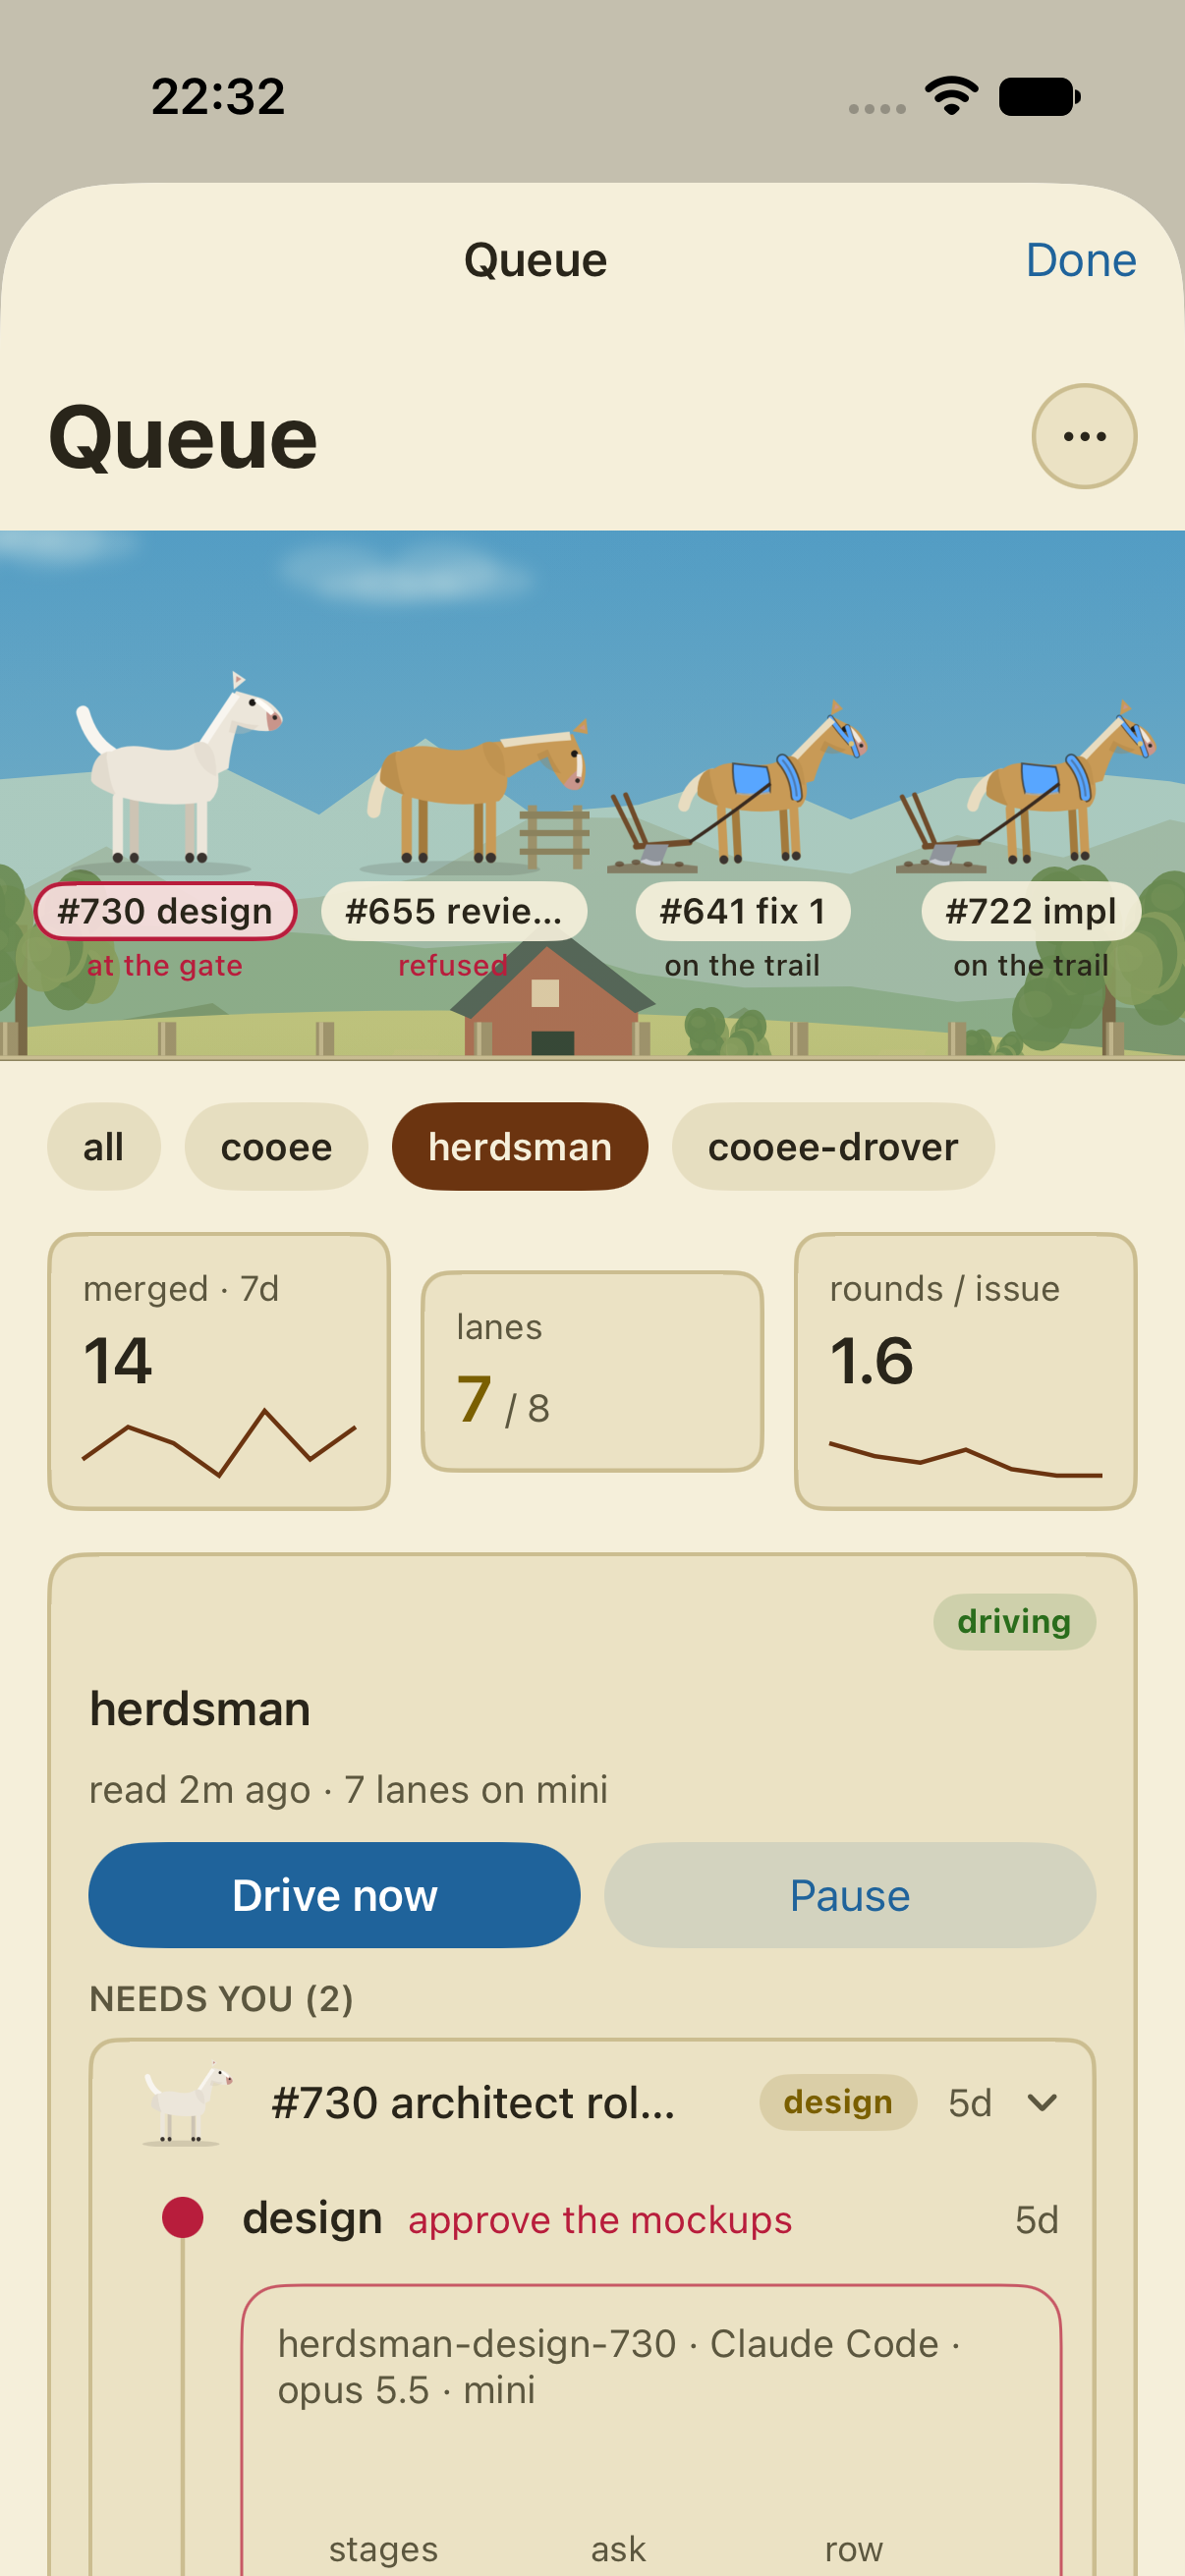 22:32
Queue
Done
Queue
#730 design
#655 revie...
#641 fix 1
#722 impl
at the gate
refused
on the trail
on the trail
all
cooee
herdsman
cooee-drover
merged · 7d
14
lanes
7 / 8
rounds / issue
1.6
driving
herdsman
read 2m ago · 7 lanes on mini
Drive now
Pause
NEEDS YOU (2)
#730 architect rol...
design
5d
design approve the mockups
5d
herdsman-design-730 · Claude Code ·
opus 5.5 · mini
stages
ask
row